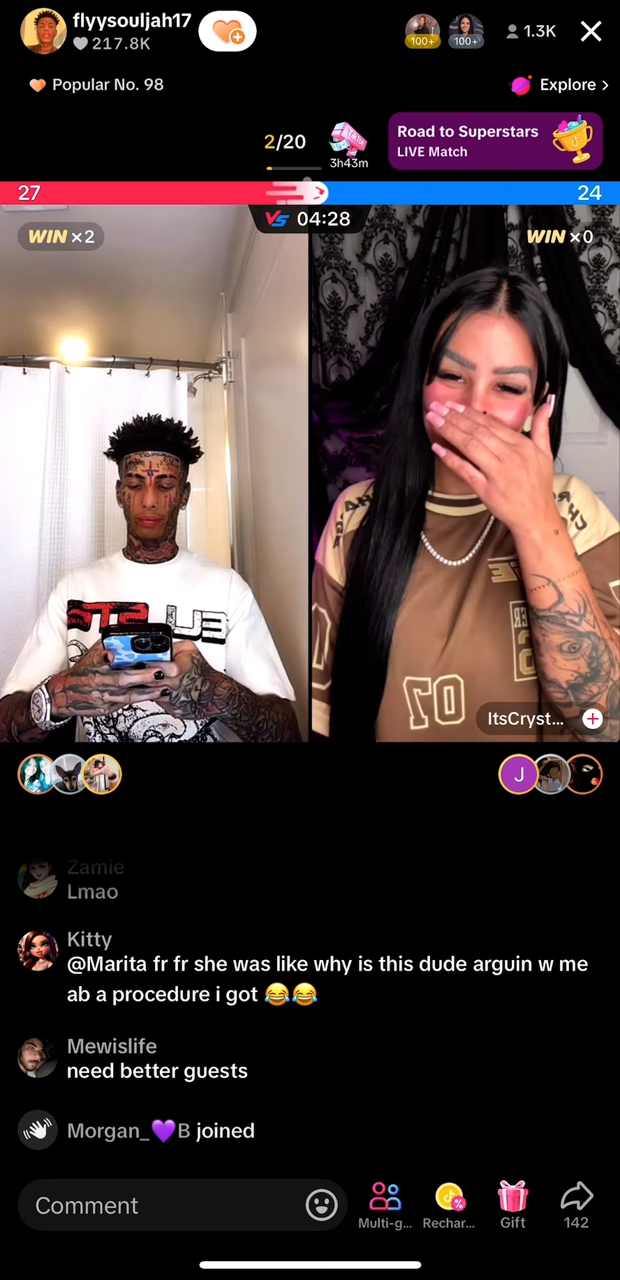 flyysouljah17
217.8K
100+
100+
1.3K
Popular No. 98
Explore >
2/20
3h43m
Road to Superstars
LIVE Match
27
24
VS 04:28
WIN ×2
WIN ×0
07
ItsCryst...
J
Zamie
Lmao
Kitty
@Marita fr fr she was like why is this dude arguin w me
ab a procedure i got 😂😂
Mewislife
need better guests
Morgan_💜B joined
Comment
Multi-g...
Rechar...
Gift
142